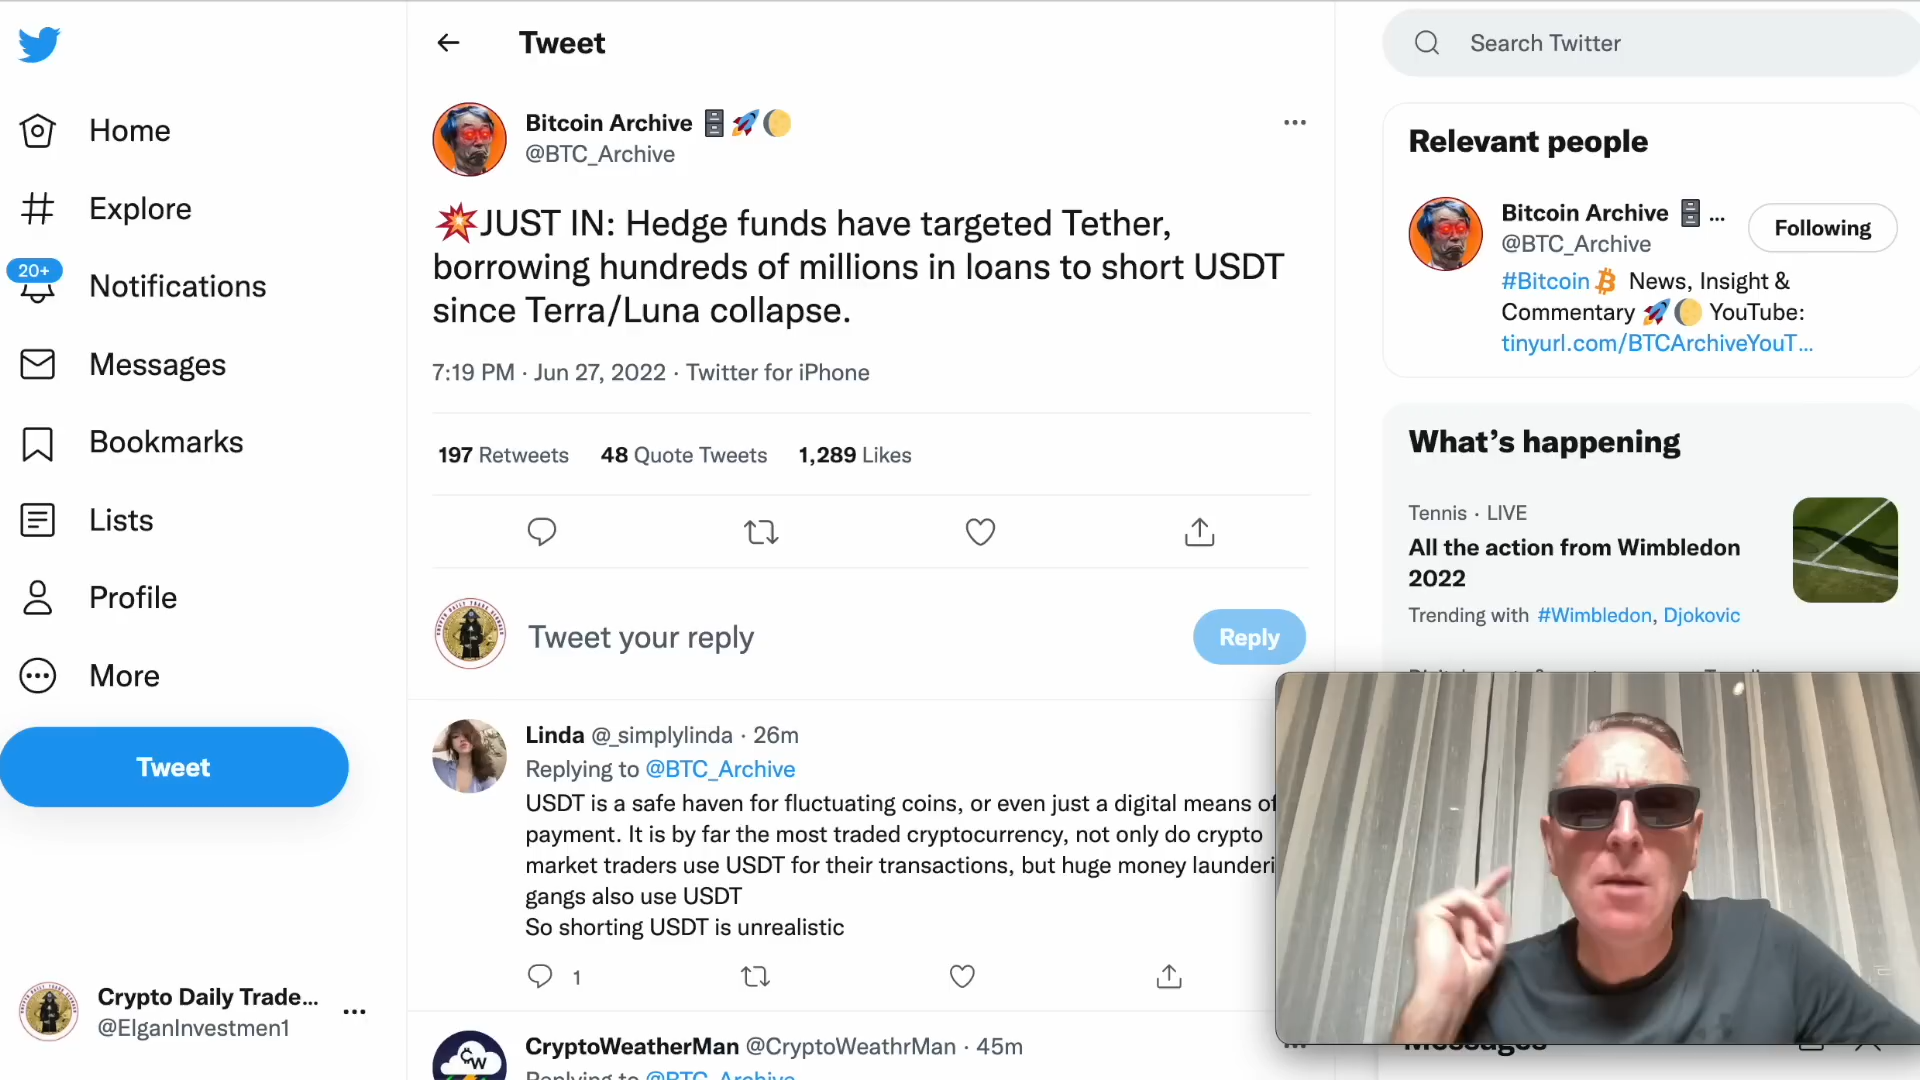 Tweet
Search Twitter
Home
Explore
20+
Notifications
Messages
Bookmarks
Lists
Profile
More
Tweet
Crypto Daily Trade...
@ElganInvestmen1
Bitcoin Archive
@BTC_Archive
JUST IN: Hedge funds have targeted Tether,
borrowing hundreds of millions in loans to short USDT
since Terra/Luna collapse.
7:19 PM · Jun 27, 2022 · Twitter for iPhone
197 Retweets 48 Quote Tweets 1,289 Likes
Tweet your reply
Reply
Linda @_simplylinda · 26m
Replying to @BTC_Archive
USDT is a safe haven for fluctuating coins, or even just a digital means of
payment. It is by far the most traded cryptocurrency, not only do crypto
market traders use USDT for their transactions, but huge money launderi
gangs also use USDT
So shorting USDT is unrealistic
1
CryptoWeatherMan @CryptoWeathrMan · 45m
Replying to @BTC_Archive
Relevant people
Bitcoin Archive ...
@BTC_Archive
Following
#Bitcoin News, Insight &
Commentary YouTube:
tinyurl.com/BTCArchiveYouT...
What's happening
Tennis · LIVE
All the action from Wimbledon
2022
Trending with #Wimbledon, Djokovic
Messages